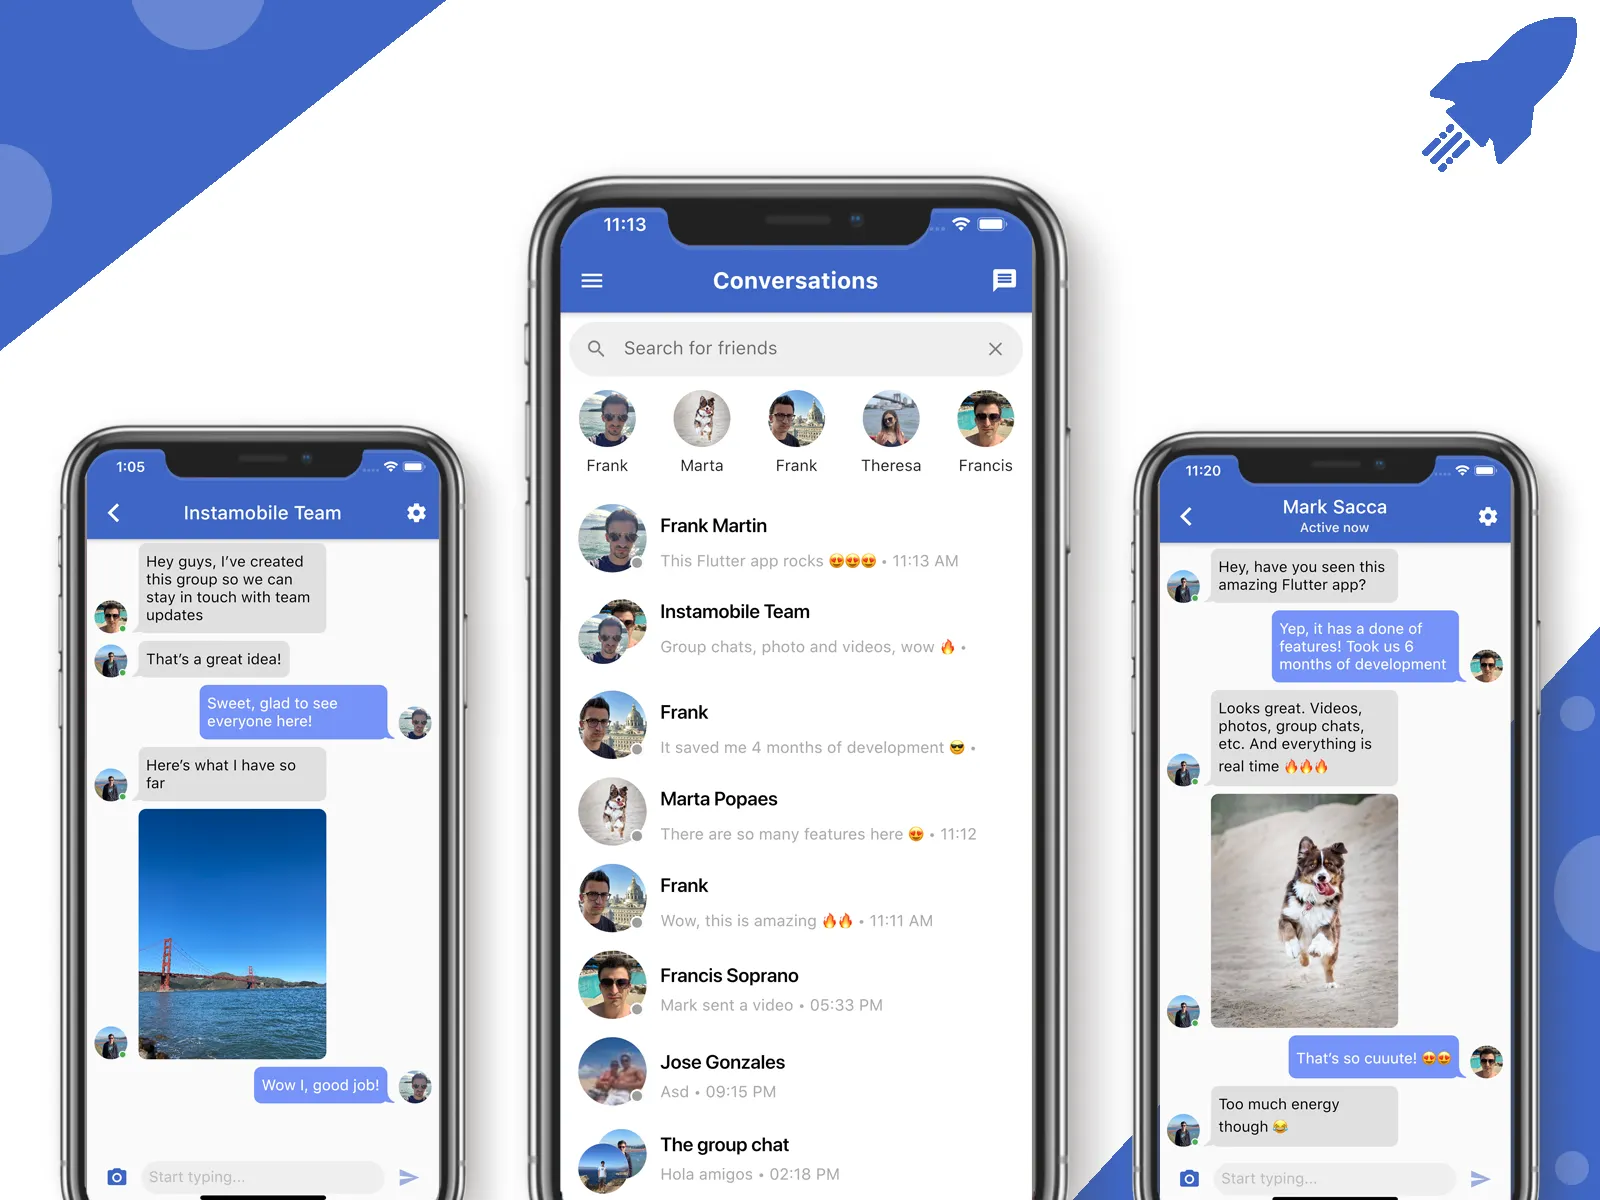 1:05
Instamobile Team
Hey guys, I've created
this group so we can
stay in touch with team
updates
That's a great idea!
Sweet, glad to see
everyone here!
Here's what I have so
far
Wow I, good job!
Start typing...
11:13
Conversations
Search for friends
Frank
Marta
Frank
Theresa
Francis
Frank Martin
This Flutter app rocks 😍😍😍 • 11:13 AM
Instamobile Team
Group chats, photo and videos, wow 🔥 •
Frank
It saved me 4 months of development 😎 •
Marta Popaes
There are so many features here 😍 • 11:12
Frank
Wow, this is amazing 🔥🔥 • 11:11 AM
Francis Soprano
Mark sent a video • 05:33 PM
Jose Gonzales
Asd • 09:15 PM
The group chat
Hola amigos • 02:18 PM
11:20
Mark Sacca
Active now
Hey, have you seen this
amazing Flutter app?
Yep, it has a done of
features! Took us 6
months of development
Looks great. Videos,
photos, group chats,
etc. And everything is
real time 🔥🔥🔥
That's so cuuute! 😍😍
Too much energy
though 😂
Start typing...